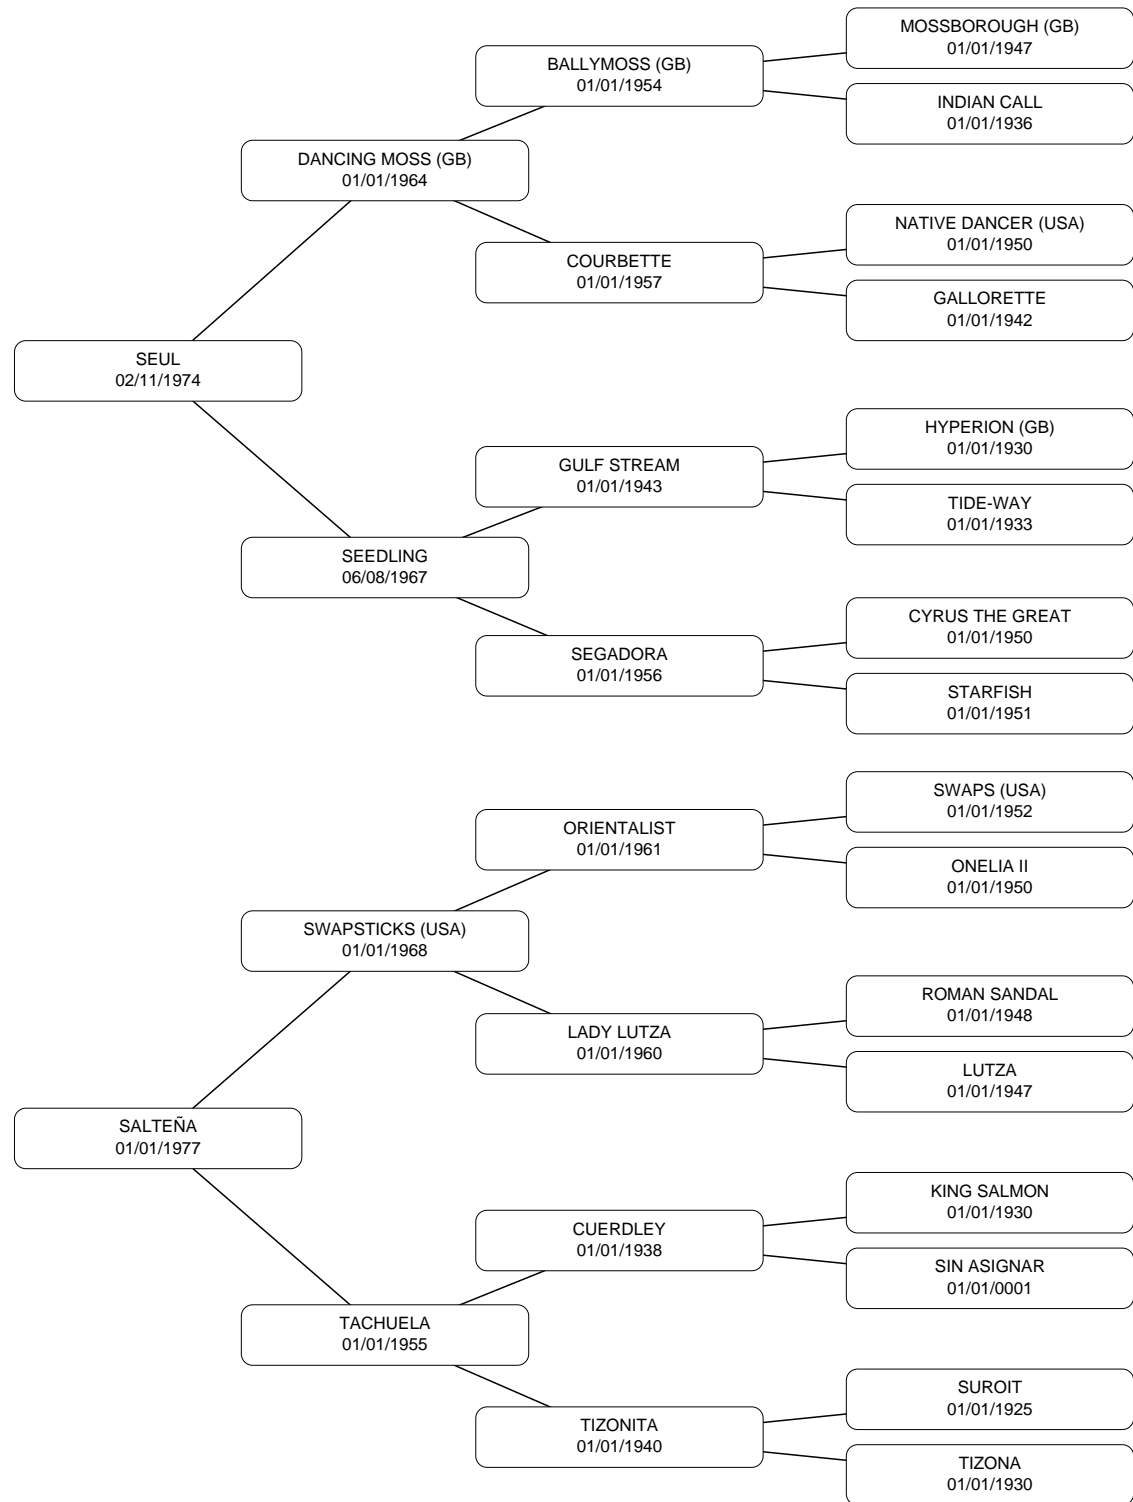 MOSSBOROUGH (GB)
01/01/1947
BALLYMOSS (GB)
01/01/1954
INDIAN CALL
01/01/1936
DANCING MOSS (GB)
01/01/1964
NATIVE DANCER (USA)
01/01/1950
COURBETTE
01/01/1957
GALLORETTE
01/01/1942
SEUL
02/11/1974
HYPERION (GB)
01/01/1930
GULF STREAM
01/01/1943
TIDE-WAY
01/01/1933
SEEDLING
06/08/1967
CYRUS THE GREAT
01/01/1950
SEGADORA
01/01/1956
STARFISH
01/01/1951
SWAPS (USA)
01/01/1952
ORIENTALIST
01/01/1961
ONELIA II
01/01/1950
SWAPSTICKS (USA)
01/01/1968
ROMAN SANDAL
01/01/1948
LADY LUTZA
01/01/1960
LUTZA
01/01/1947
SALTEÑA
01/01/1977
KING SALMON
01/01/1930
CUERDLEY
01/01/1938
SIN ASIGNAR
01/01/0001
TACHUELA
01/01/1955
SUROIT
01/01/1925
TIZONITA
01/01/1940
TIZONA
01/01/1930